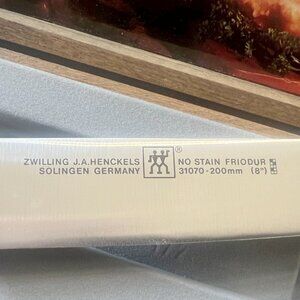 ZWILLING J.A.HENCKELS
SOLINGEN GERMANY
®
NO STAIN FRIODUR
31070-200mm (8")